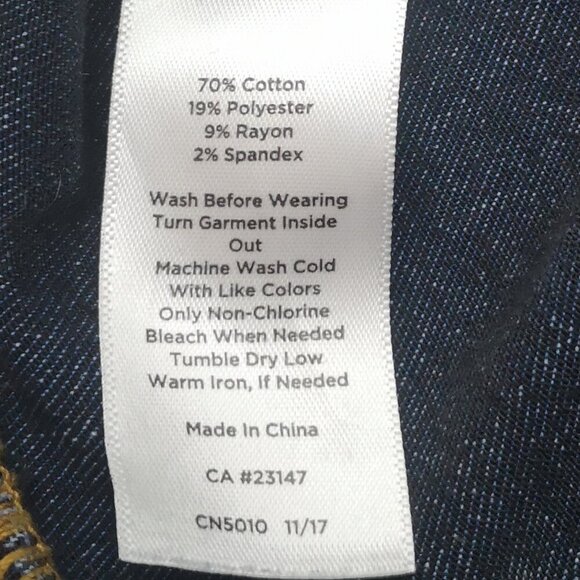 70% Cotton
19% Polyester
9% Rayon
2% Spandex
Wash Before Wearing
Turn Garment Inside
Out
Machine Wash Cold
With Like Colors
Only Non-Chlorine
Bleach When Needed
Tumble Dry Low
Warm Iron, If Needed
Made In China
CA #23147
CN5010 11/17